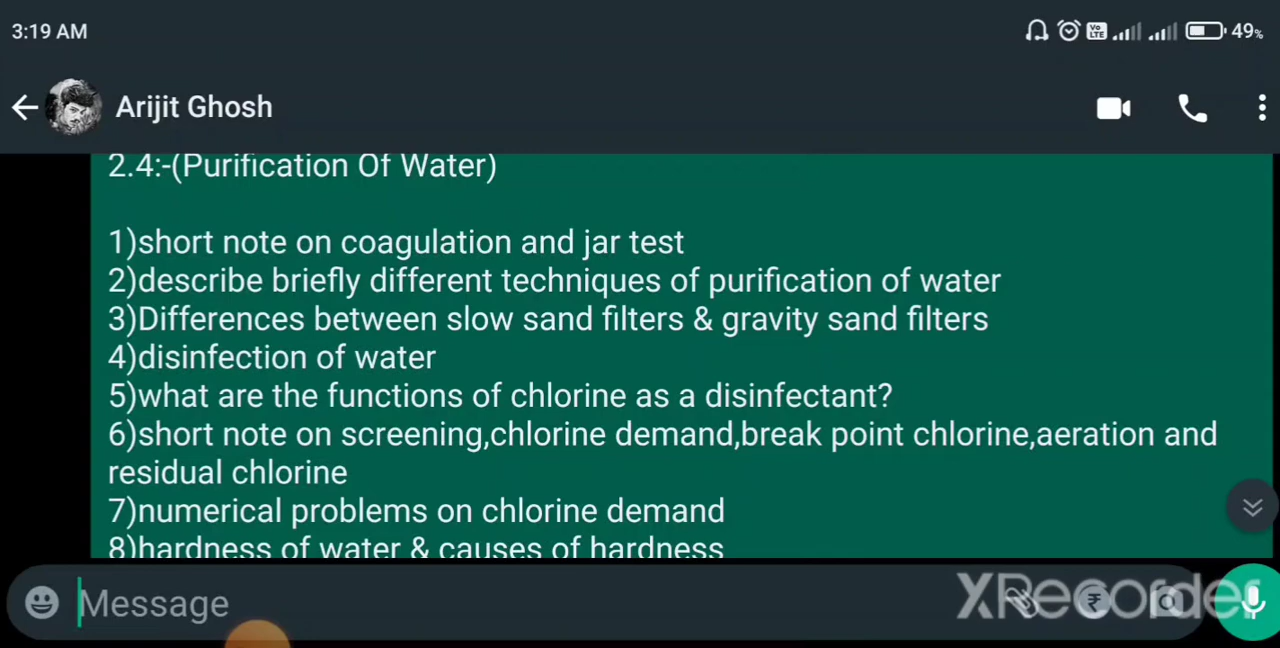 3:19 AM
Vo LTE
49%
Arijit Ghosh
2.4:-(Purification Of Water)
1)short note on coagulation and jar test
2)describe briefly different techniques of purification of water
3)Differences between slow sand filters & gravity sand filters
4)disinfection of water
5)what are the functions of chlorine as a disinfectant?
6)short note on screening,chlorine demand,break point chlorine,aeration and
residual chlorine
7)numerical problems on chlorine demand
8)hardness of water & causes of hardness
Message
₹
XRecorder